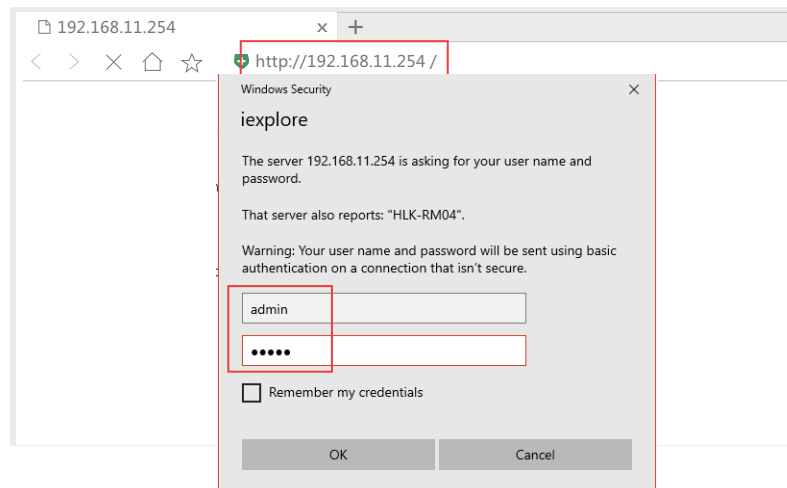 192.168.11.254
http://192.168.11.254 /
Windows Security
iexplore
The server 192.168.11.254 is asking for your user name and
password.
That server also reports: "HLK-RM04".
Warning: Your user name and password will be sent using basic
authentication on a connection that isn't secure.
admin
•••••
Remember my credentials
OK
Cancel